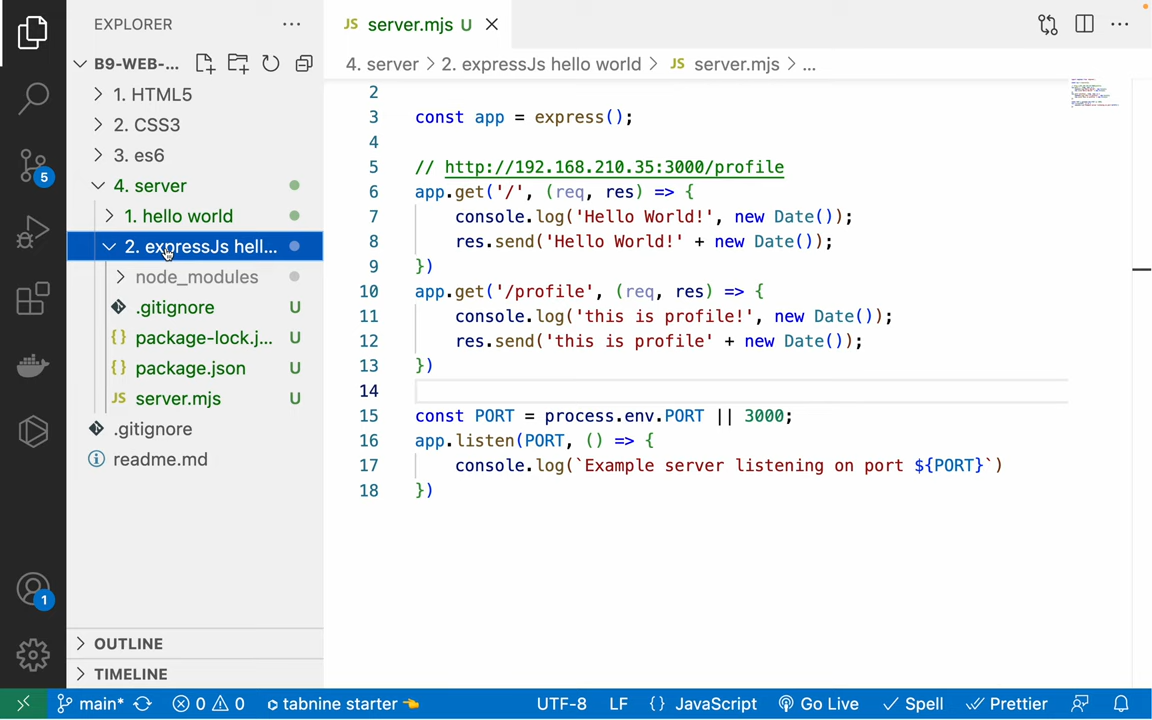 EXPLORER
JS server.mjs U
B9-WEB-...
4. server > 2. expressJs hello world > JS server.mjs > ...
1. HTML5
2. CSS3
3. es6
4. server
1. hello world
2. expressJs hell...
node_modules
.gitignore U
{} package-lock.j... U
{} package.json U
JS server.mjs U
.gitignore
readme.md
5
1
2
3 const app = express();
4
5 // http://192.168.210.35:3000/profile
6 app.get('/', (req, res) => {
7 console.log('Hello World!', new Date());
8 res.send('Hello World!' + new Date());
9 })
10 app.get('/profile', (req, res) => {
11 console.log('this is profile!', new Date());
12 res.send('this is profile' + new Date());
13 })
14
15 const PORT = process.env.PORT || 3000;
16 app.listen(PORT, () => {
17 console.log(`Example server listening on port ${PORT}`)
18 })
OUTLINE
TIMELINE
main* 0 0 tabnine starter UTF-8 LF {} JavaScript Go Live Spell Prettier